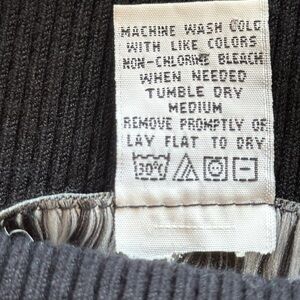 MACHINE WASH COLD
WITH LIKE COLORS
NON-CHLORINE BLEACH
WHEN NEEDED
TUMBLE DRY
MEDIUM
REMOVE PROMPTLY OR
LAY FLAT TO DRY
30°C